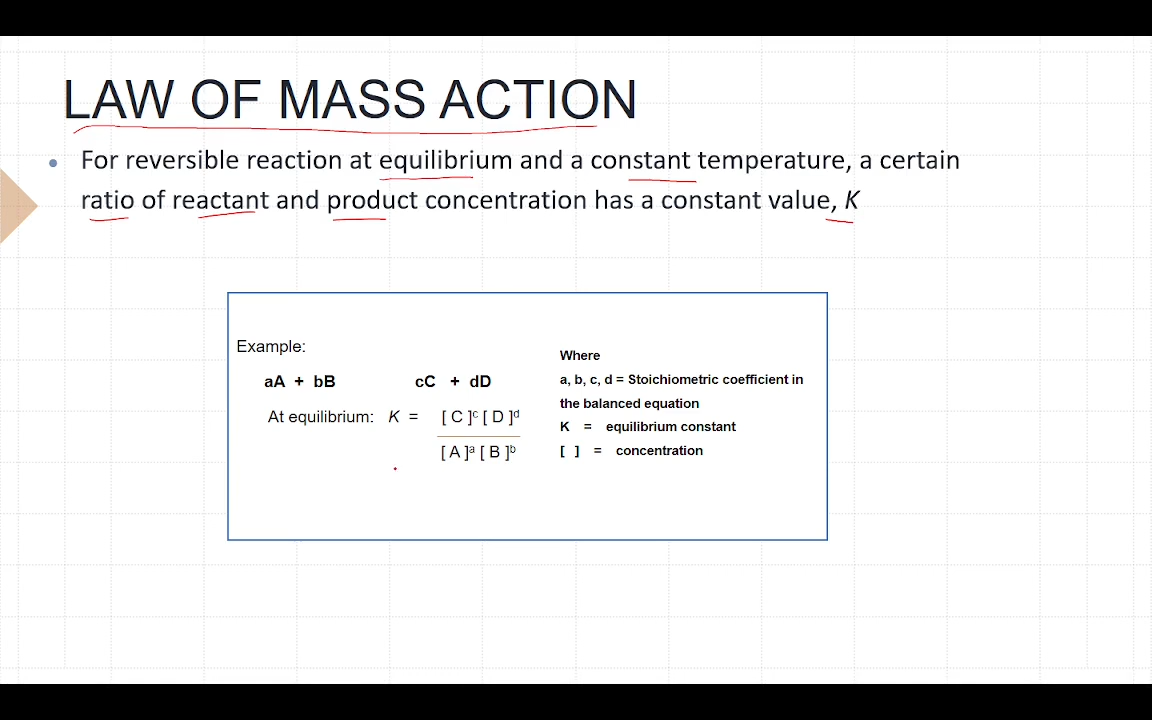 LAW OF MASS ACTION
• For reversible reaction at equilibrium and a constant temperature, a certain
ratio of reactant and product concentration has a constant value, K
Example:
aA + bB cC + dD
At equilibrium: K = [ C ]ᶜ [ D ]ᵈ
[ A ]ᵃ [ B ]ᵇ
Where
a, b, c, d = Stoichiometric coefficient in
the balanced equation
K = equilibrium constant
[ ] = concentration